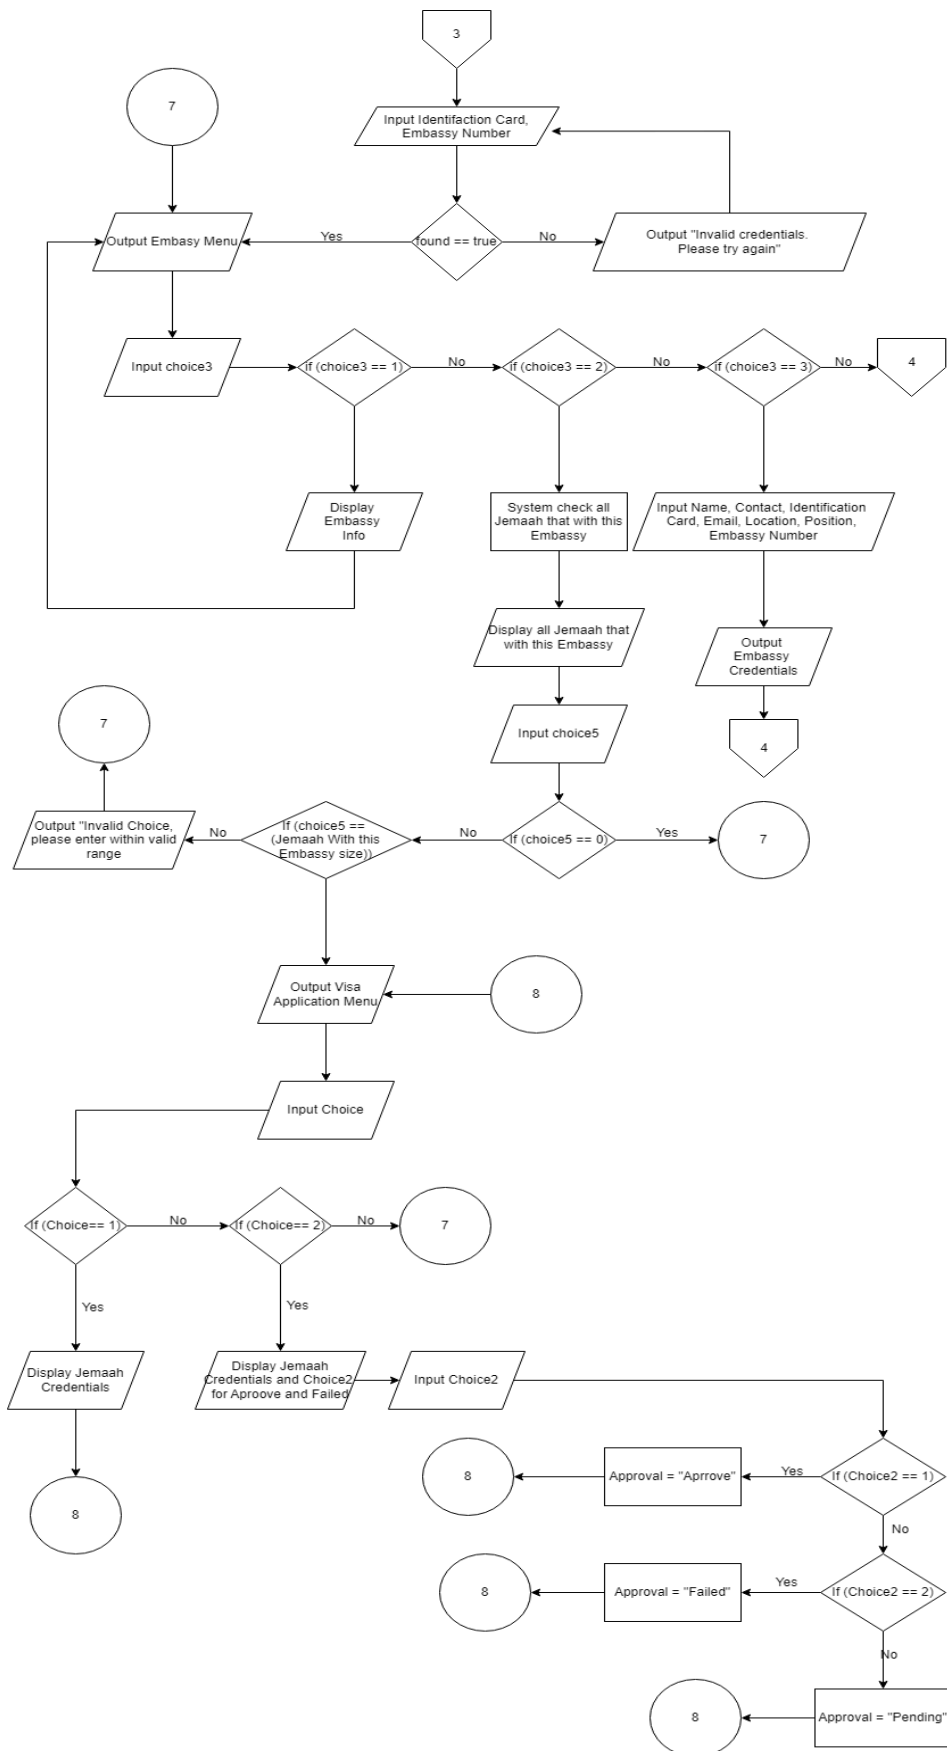 3
7
Input Identifaction Card,
Embassy Number
Output Embasy Menu
Yes
found == true
No
Output "Invalid credentials.
Please try again"
Input choice3
if (choice3 == 1)
No
if (choice3 == 2)
No
if (choice3 == 3)
No
4
Display
Embassy
Info
System check all
Jemaah that with this
Embassy
Input Name, Contact, Identification
Card, Email, Location, Position,
Embassy Number
Display all Jemaah that
with this Embassy
Output
Embassy
Credentials
7
Input choice5
4
Output "Invalid Choice,
please enter within valid
range
No
If (choice5 ==
(Jemaah With this
Embassy size))
No
If (choice5 == 0)
Yes
7
Output Visa
Application Menu
8
Input Choice
If (Choice== 1)
No
If (Choice== 2)
No
7
Yes
Yes
Display Jemaah
Credentials
Display Jemaah
Credentials and Choice2
for Aproove and Failed
Input Choice2
8
8
Approval = "Aprrove"
Yes
If (Choice2 == 1)
No
8
Approval = "Failed"
Yes
If (Choice2 == 2)
No
8
Approval = "Pending"